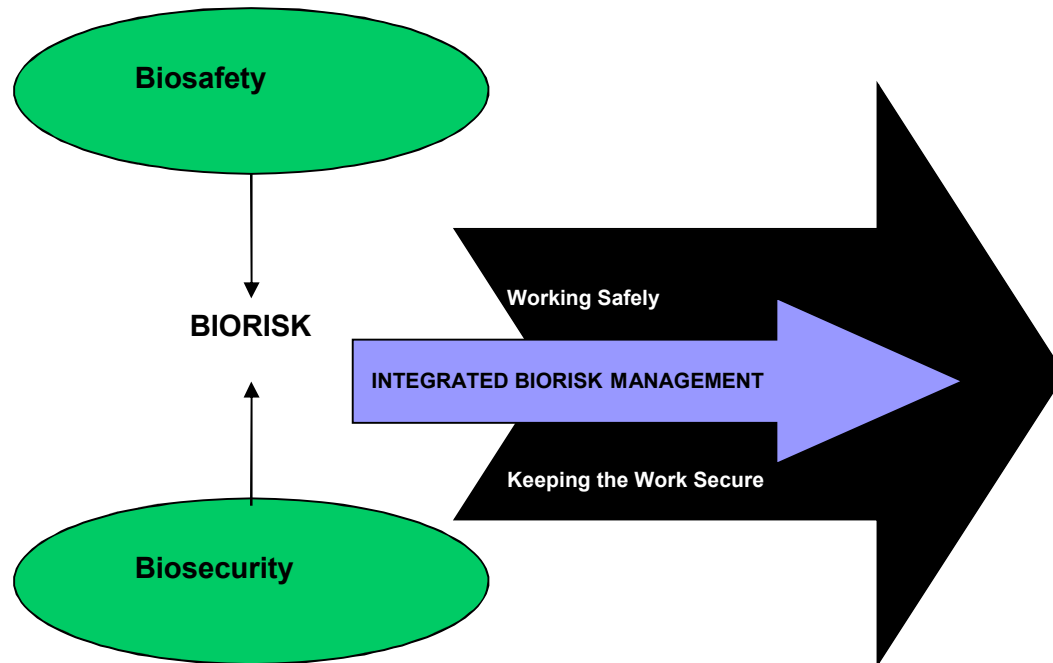 Biosafety
Working Safely
BIORISK
INTEGRATED BIORISK MANAGEMENT
Keeping the Work Secure
Biosecurity